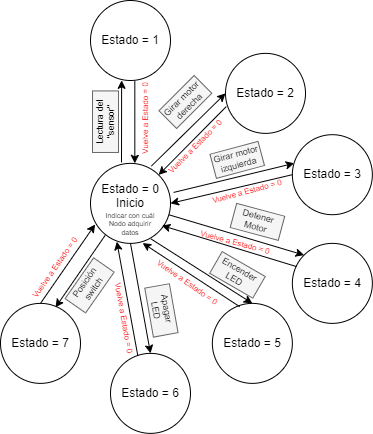 Estado = 1
Lectura del
"sensor"
Vuelve a Estado = 0
Girar motor
derecha
Vuelve a Estado = 0
Estado = 2
Girar motor
izquierda
Vuelve a Estado = 0
Estado = 3
Estado = 0
Inicio
Indicar con cuál
Nodo adquirir
datos
Detener
Motor
Vuelve a Estado = 0
Estado = 4
Encender
LED
Vuelve a Estado = 0
Estado = 5
Apagar
LED
Vuelve a Estado = 0
Estado = 6
Posición
switch
Vuelve a Estado = 0
Estado = 7